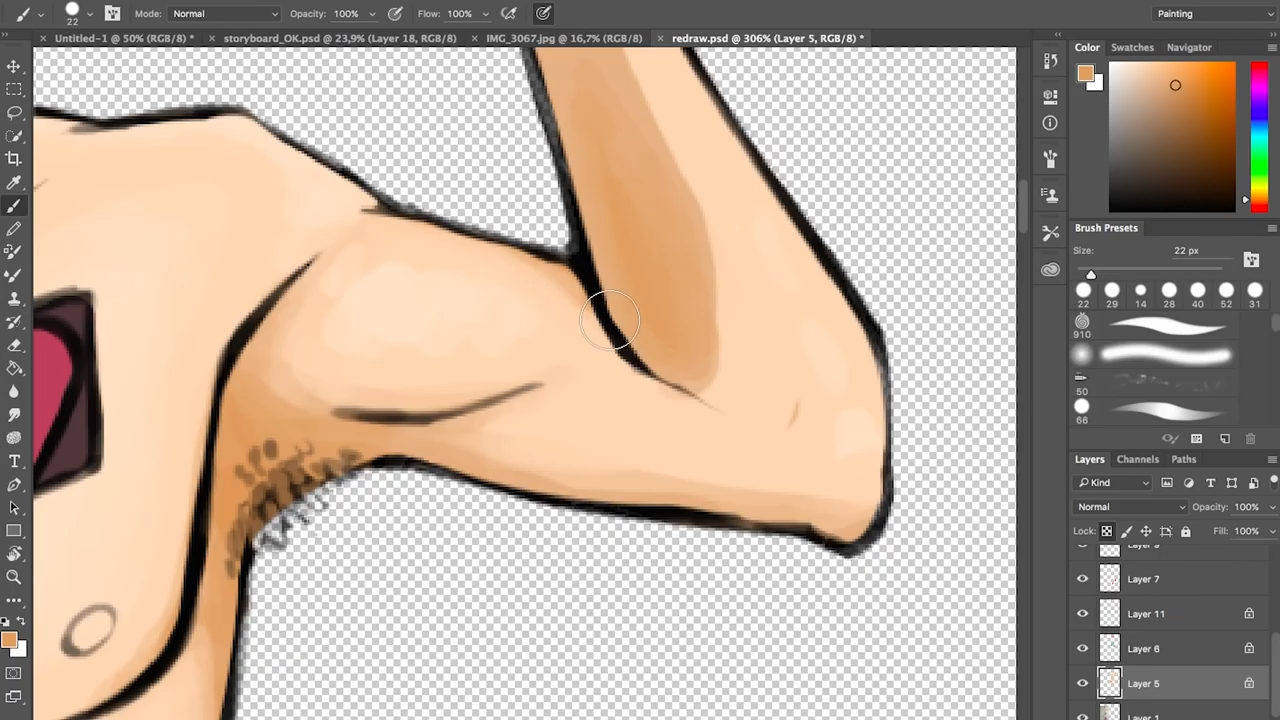 22
Mode: Normal
Opacity: 100%
Flow: 100%
Painting
Untitled-1 @ 50% (RGB/8) *
storyboard_OK.psd @ 23,9% (Layer 18, RGB/8)
IMG_3067.jpg @ 16,7% (RGB/8)
redraw.psd @ 306% (Layer 5, RGB/8) *
Color
Swatches
Navigator
Brush Presets
Size:
22 px
22
29
14
28
40
52
31
910
50
66
Layers
Channels
Paths
Kind
Normal
Opacity: 100%
Lock:
Fill: 100%
Layer 7
Layer 11
Layer 6
Layer 5
Layer 1